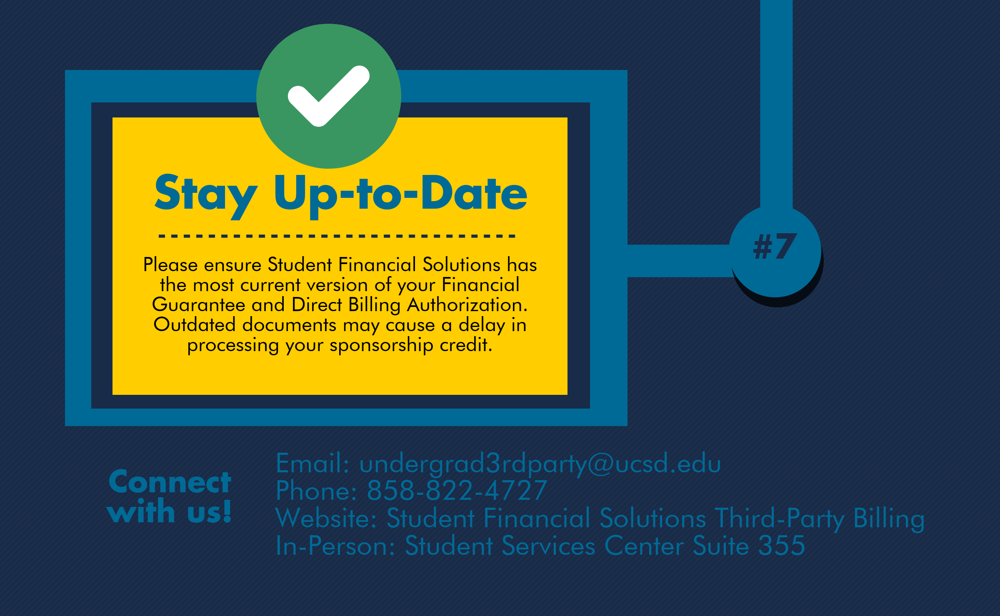 Stay Up-to-Date
Please ensure Student Financial Solutions has
the most current version of your Financial
Guarantee and Direct Billing Authorization.
Outdated documents may cause a delay in
processing your sponsorship credit.
#7
Connect
with us!
Email: undergrad3rdparty@ucsd.edu
Phone: 858-822-4727
Website: Student Financial Solutions Third-Party Billing
In-Person: Student Services Center Suite 355